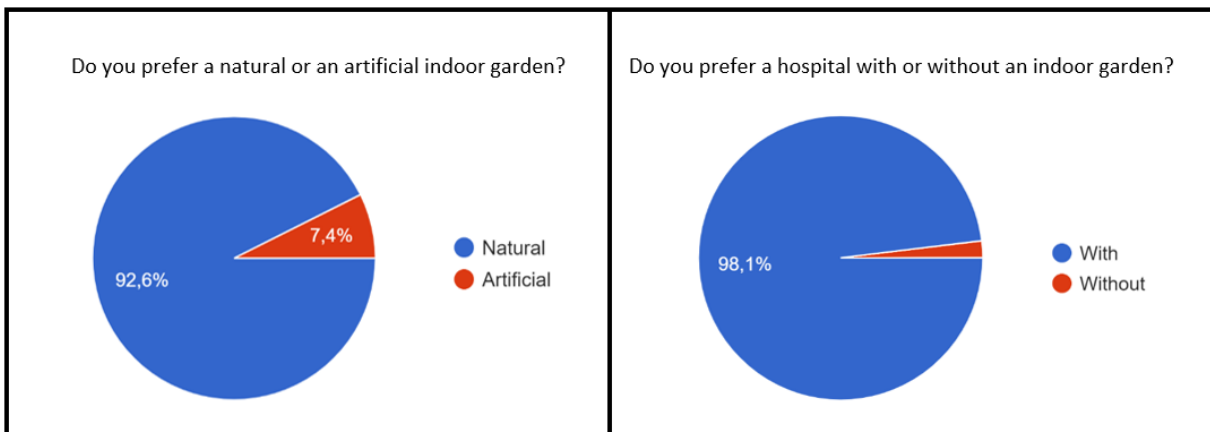 Do you prefer a natural or an artificial indoor garden?
7,4%
92,6%
Natural
Artificial
Do you prefer a hospital with or without an indoor garden?
98,1%
With
Without